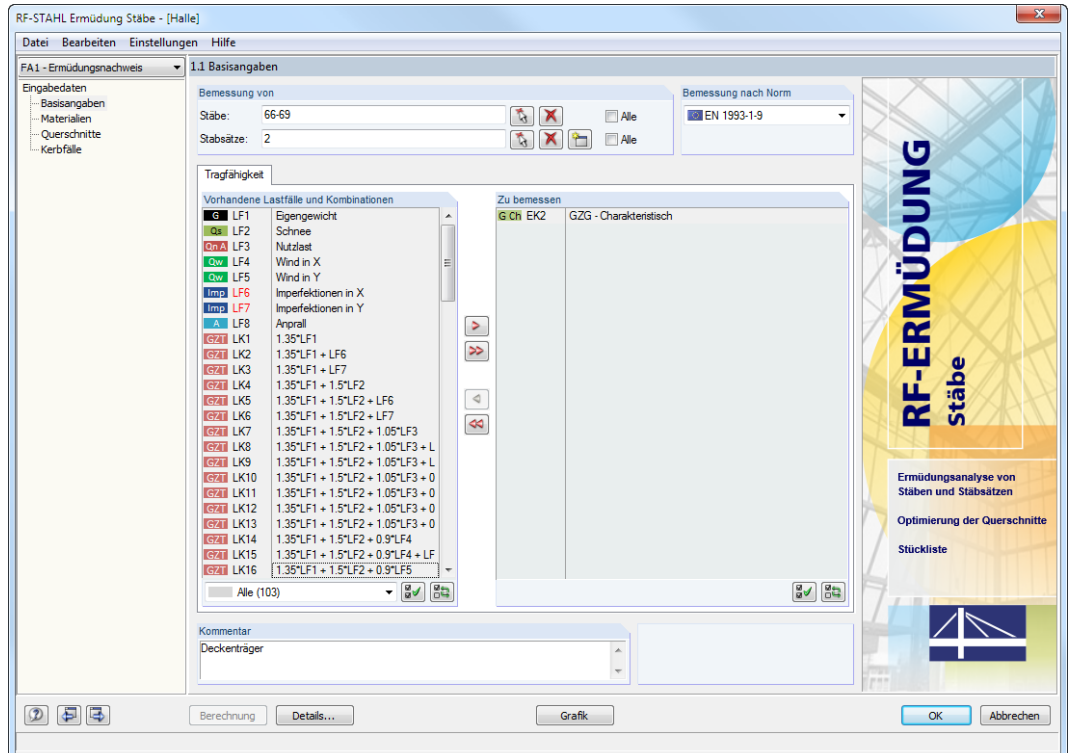 RF-STAHL Ermüdung Stäbe - [Halle]
Datei Bearbeiten Einstellungen Hilfe
FA1 - Ermüdungsnachweis
Eingabedaten
Basisangaben
Materialien
Querschnitte
Kerbfälle
1.1 Basisangaben
Bemessung von
Stäbe: 66-69 Alle
Stabsätze: 2 Alle
Bemessung nach Norm
EN 1993-1-9
Tragfähigkeit
Vorhandene Lastfälle und Kombinationen
G LF1 Eigengewicht
Qs LF2 Schnee
Qn A LF3 Nutzlast
Qw LF4 Wind in X
Qw LF5 Wind in Y
Imp LF6 Imperfektionen in X
Imp LF7 Imperfektionen in Y
A LF8 Anprall
GZT LK1 1.35*LF1
GZT LK2 1.35*LF1 + LF6
GZT LK3 1.35*LF1 + LF7
GZT LK4 1.35*LF1 + 1.5*LF2
GZT LK5 1.35*LF1 + 1.5*LF2 + LF6
GZT LK6 1.35*LF1 + 1.5*LF2 + LF7
GZT LK7 1.35*LF1 + 1.5*LF2 + 1.05*LF3
GZT LK8 1.35*LF1 + 1.5*LF2 + 1.05*LF3 + L
GZT LK9 1.35*LF1 + 1.5*LF2 + 1.05*LF3 + L
GZT LK10 1.35*LF1 + 1.5*LF2 + 1.05*LF3 + 0
GZT LK11 1.35*LF1 + 1.5*LF2 + 1.05*LF3 + 0
GZT LK12 1.35*LF1 + 1.5*LF2 + 1.05*LF3 + 0
GZT LK13 1.35*LF1 + 1.5*LF2 + 1.05*LF3 + 0
GZT LK14 1.35*LF1 + 1.5*LF2 + 0.9*LF4
GZT LK15 1.35*LF1 + 1.5*LF2 + 0.9*LF4 + LF
GZT LK16 1.35*LF1 + 1.5*LF2 + 0.9*LF5
Alle (103)
Zu bemessen
G Ch EK2 GZG - Charakteristisch
Kommentar
Deckenträger
RF-ERMÜDUNG
Stäbe
Ermüdungsanalyse von
Stäben und Stäbsätzen
Optimierung der Querschnitte
Stückliste
Berechnung Details... Grafik OK Abbrechen